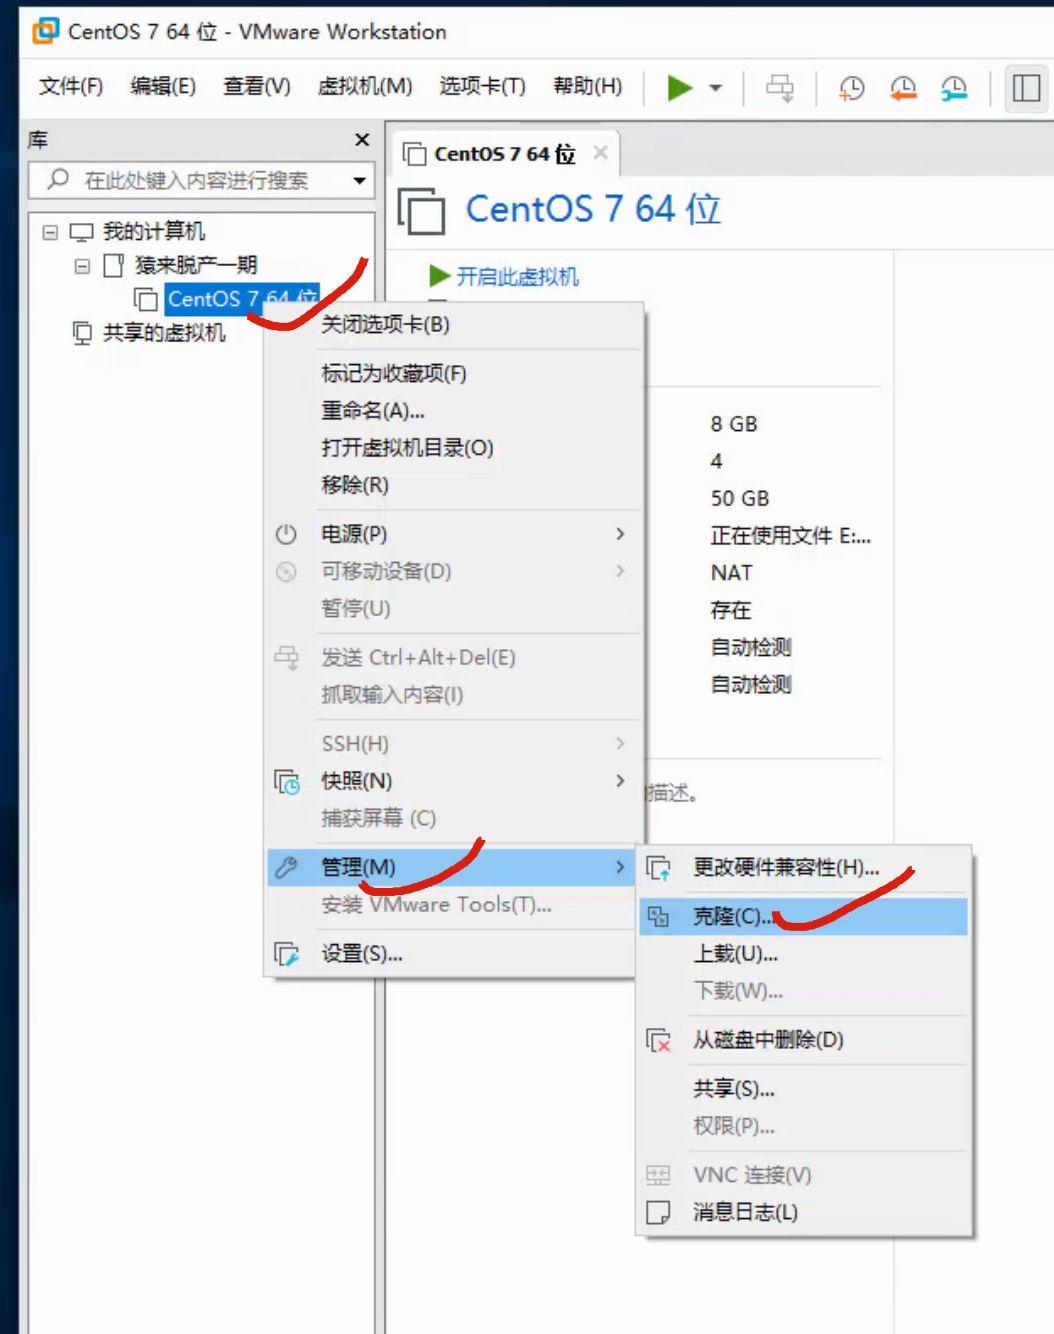 CentOS 7 64 位 - VMware Workstation
文件(F) 编辑(E) 查看(V) 虚拟机(M) 选项卡(T) 帮助(H)
库
在此处键入内容进行搜索
我的计算机
猿来脱产一期
CentOS 7 64 位
共享的虚拟机
CentOS 7 64 位
CentOS 7 64 位
开启此虚拟机
关闭选项卡(B)
标记为收藏项(F)
重命名(A)...
打开虚拟机目录(O)
移除(R)
电源(P)
可移动设备(D)
暂停(U)
发送 Ctrl+Alt+Del(E)
抓取输入内容(I)
SSH(H)
快照(N)
捕获屏幕 (C)
管理(M)
安装 VMware Tools(T)...
设置(S)...
8 GB
4
50 GB
正在使用文件 E:...
NAT
存在
自动检测
自动检测
描述。
更改硬件兼容性(H)...
克隆(C)...
上载(U)...
下载(W)...
从磁盘中删除(D)
共享(S)...
权限(P)...
VNC 连接(V)
消息日志(L)